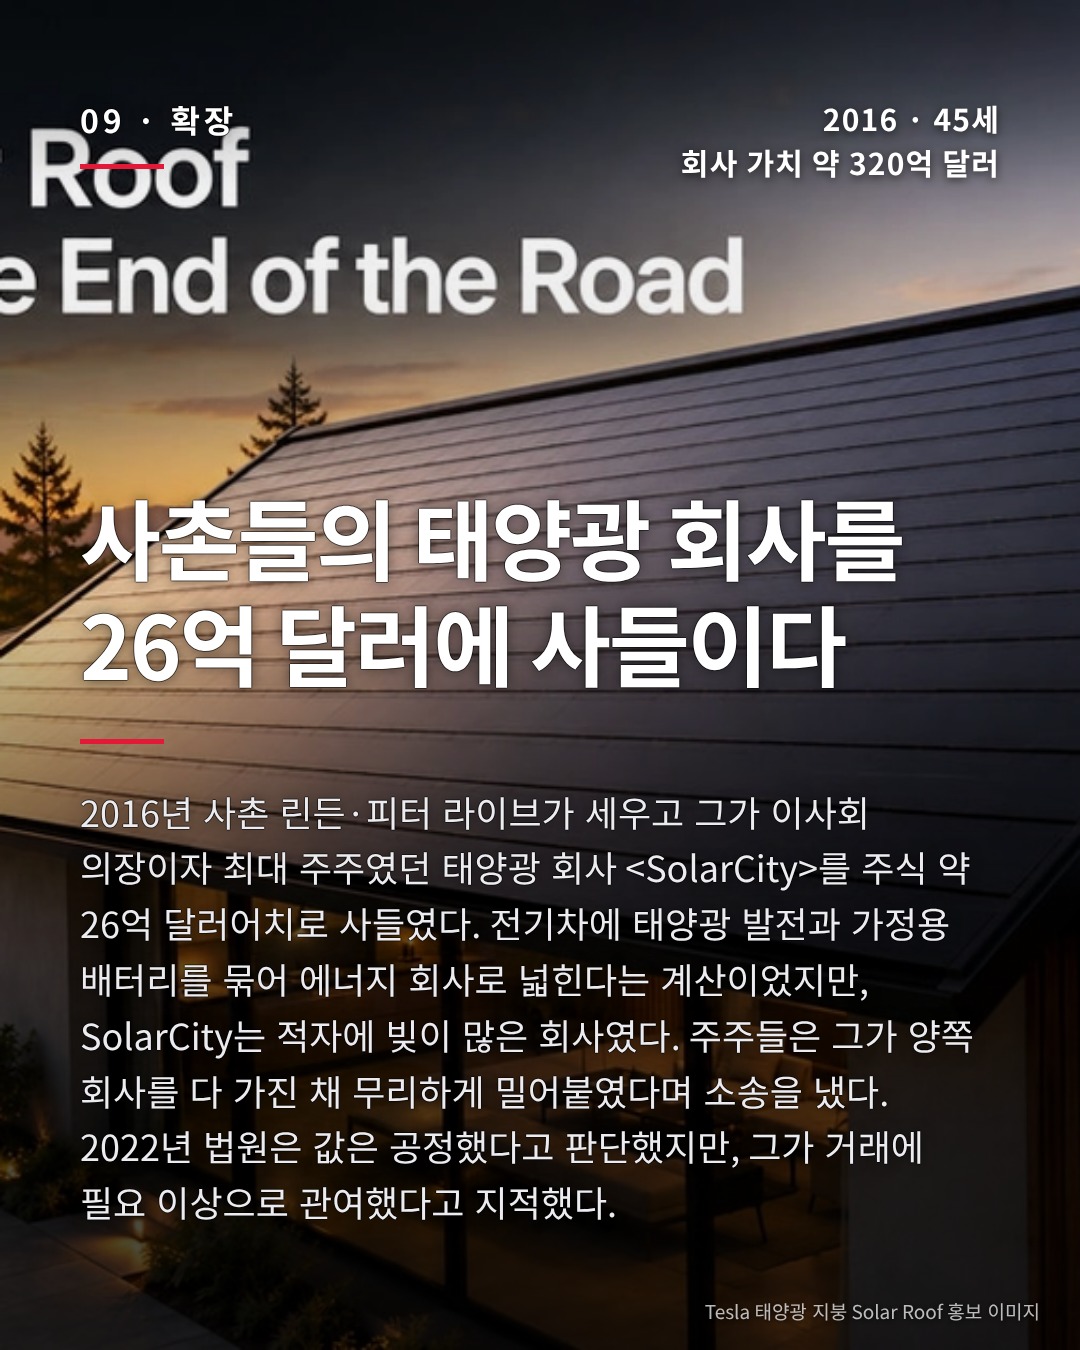 09 · 확장
2016 · 45세
회사 가치 약 320억 달러
Roof
e End of the Road
사촌들의 태양광 회사를
26억 달러에 사들이다
2016년 사촌 린든·피터 라이브가 세우고 그가 이사회
의장이자 최대 주주였던 태양광 회사 <SolarCity>를 주식 약
26억 달러어치로 사들였다. 전기차에 태양광 발전과 가정용
배터리를 묶어 에너지 회사로 넓힌다는 계산이었지만,
SolarCity는 적자에 빚이 많은 회사였다. 주주들은 그가 양쪽
회사를 다 가진 채 무리하게 밀어붙였다며 소송을 냈다.
2022년 법원은 값은 공정했다고 판단했지만, 그가 거래에
필요 이상으로 관여했다고 지적했다.
Tesla 태양광 지붕 Solar Roof 홍보 이미지